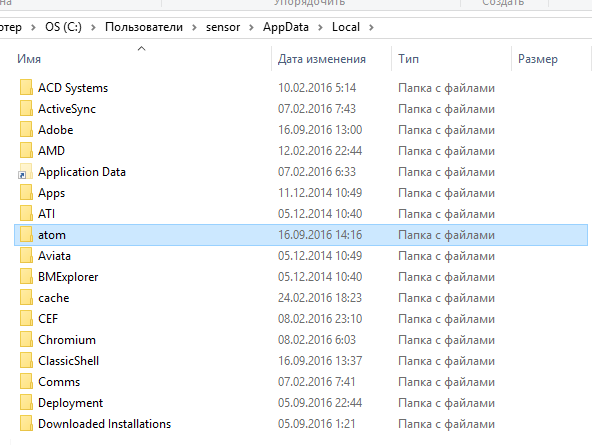 на Упорядочить Создать
ютер OS (C:) Пользователи sensor AppData Local
Имя Дата изменения Тип Размер
ACD Systems 10.02.2016 5:14 Папка с файлами
ActiveSync 07.02.2016 7:43 Папка с файлами
Adobe 16.09.2016 13:00 Папка с файлами
AMD 12.02.2016 22:44 Папка с файлами
Application Data 07.02.2016 6:33 Папка с файлами
Apps 11.12.2014 10:49 Папка с файлами
ATI 05.12.2014 10:40 Папка с файлами
atom 16.09.2016 14:16 Папка с файлами
Aviata 05.12.2014 10:49 Папка с файлами
BMExplorer 05.12.2014 10:40 Папка с файлами
cache 24.02.2016 18:23 Папка с файлами
CEF 08.02.2016 23:10 Папка с файлами
Chromium 08.02.2016 6:03 Папка с файлами
ClassicShell 16.09.2016 13:37 Папка с файлами
Comms 07.02.2016 7:41 Папка с файлами
Deployment 05.09.2016 22:44 Папка с файлами
Downloaded Installations 05.09.2016 1:21 Папка с файлами